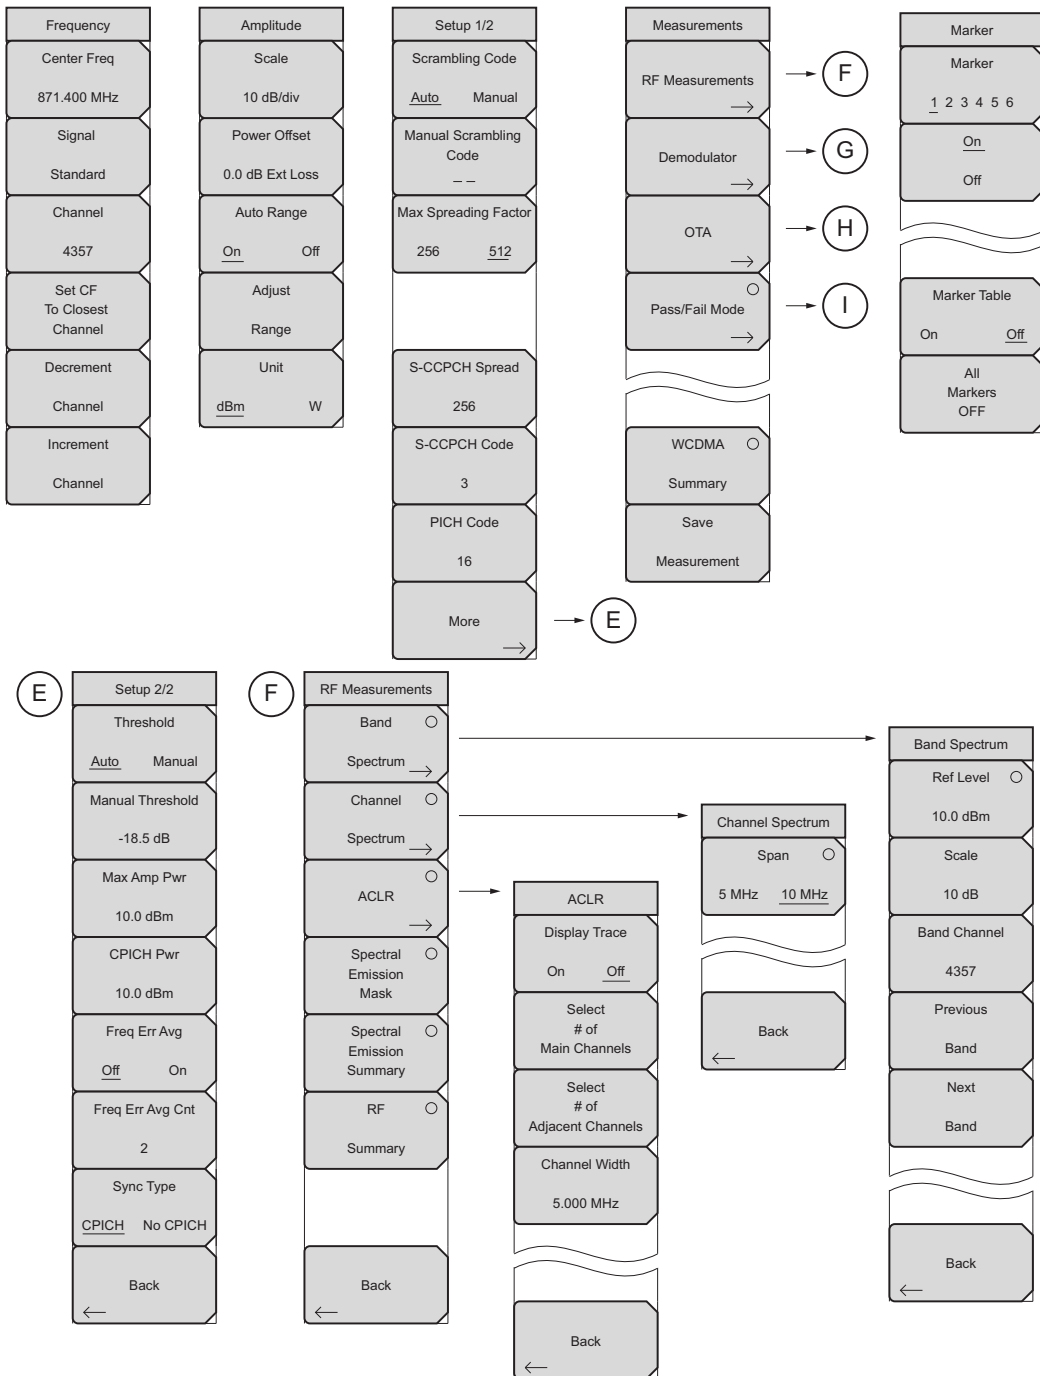 Frequency
Center Freq
871.400 MHz
Signal
Standard
Channel
4357
Set CF
To Closest
Channel
Decrement
Channel
Increment
Channel
Amplitude
Scale
10 dB/div
Power Offset
0.0 dB Ext Loss
Auto Range
On Off
Adjust
Range
Unit
dBm W
Setup 1/2
Scrambling Code
Auto Manual
Manual Scrambling
Code
– –
Max Spreading Factor
256 512
S-CCPCH Spread
256
S-CCPCH Code
3
PICH Code
16
More
E
Measurements
RF Measurements
F
Demodulator
G
OTA
H
Pass/Fail Mode
I
WCDMA
Summary
Save
Measurement
Marker
Marker
1 2 3 4 5 6
On
Off
Marker Table
On Off
All
Markers
OFF
E
Setup 2/2
Threshold
Auto Manual
Manual Threshold
-18.5 dB
Max Amp Pwr
10.0 dBm
CPICH Pwr
10.0 dBm
Freq Err Avg
Off On
Freq Err Avg Cnt
2
Sync Type
CPICH No CPICH
Back
F
RF Measurements
Band
Spectrum
Channel
Spectrum
ACLR
Spectral
Emission
Mask
Spectral
Emission
Summary
RF
Summary
Back
ACLR
Display Trace
On Off
Select
# of
Main Channels
Select
# of
Adjacent Channels
Channel Width
5.000 MHz
Back
Channel Spectrum
Span
5 MHz 10 MHz
Back
Band Spectrum
Ref Level
10.0 dBm
Scale
10 dB
Band Channel
4357
Previous
Band
Next
Band
Back